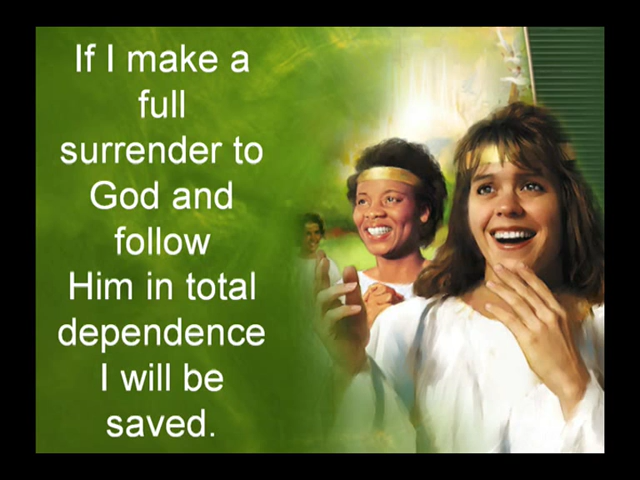 If I make a
full
surrender to
God and
follow
Him in total
dependence
I will be
saved.